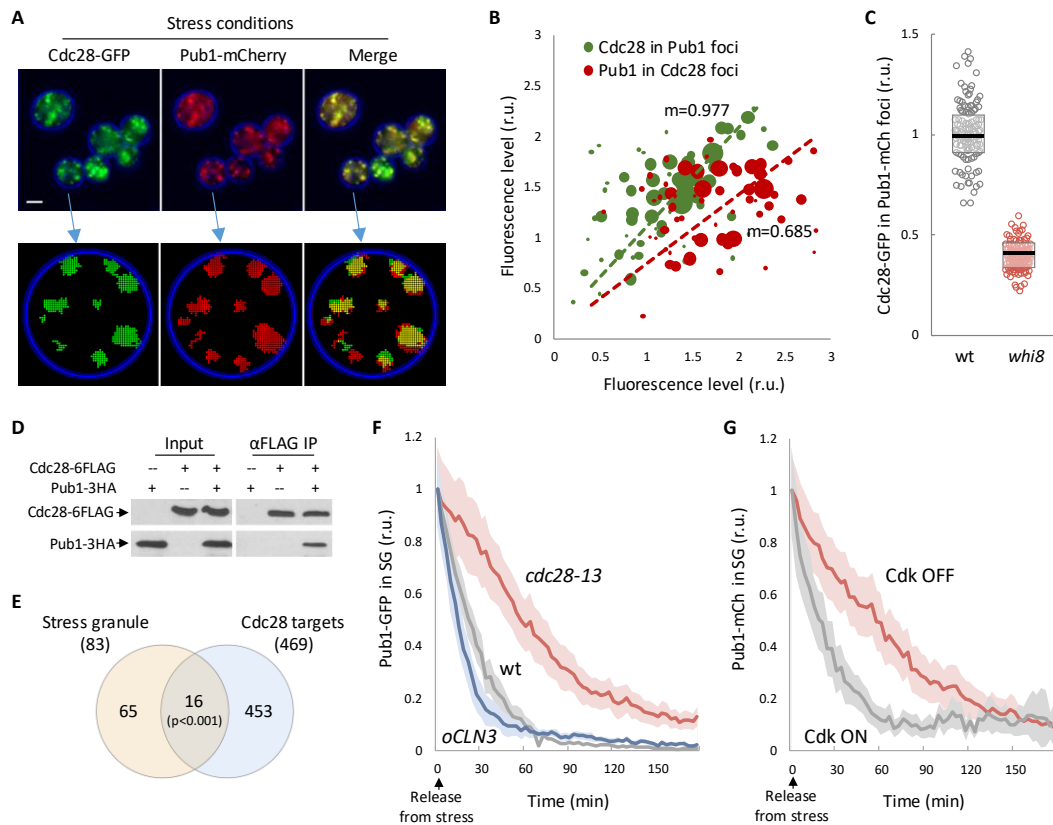 A
Stress conditions
Cdc28-GFP Pub1-mCherry Merge
B
3
2.5
2
1.5
1
0.5
0
0 0.5 1 1.5 2 2.5 3
Fluorescence level (r.u.)
Fluorescence level (r.u.)
Cdc28 in Pub1 foci
Pub1 in Cdc28 foci
m=0.977
m=0.685
C
1.5
1
0.5
0
Cdc28-GFP in Pub1-mCh foci
wt whi8
D
Input αFLAG IP
Cdc28-6FLAG -- + + -- + +
Pub1-3HA + -- + + -- +
Cdc28-6FLAG
Pub1-3HA
E
Stress granule
(83)
Cdc28 targets
(469)
65
16
(p<0.001)
453
F
1.2
1
0.8
0.6
0.4
0.2
0
Pub1-GFP in SG (r.u.)
cdc28-13
wt
oCLN3
0 30 60 90 120 150
Release
from stress
Time (min)
G
1.2
1
0.8
0.6
0.4
0.2
0
Pub1-mCh in SG (r.u.)
Cdk OFF
Cdk ON
0 30 60 90 120 150
Release
from stress
Time (min)